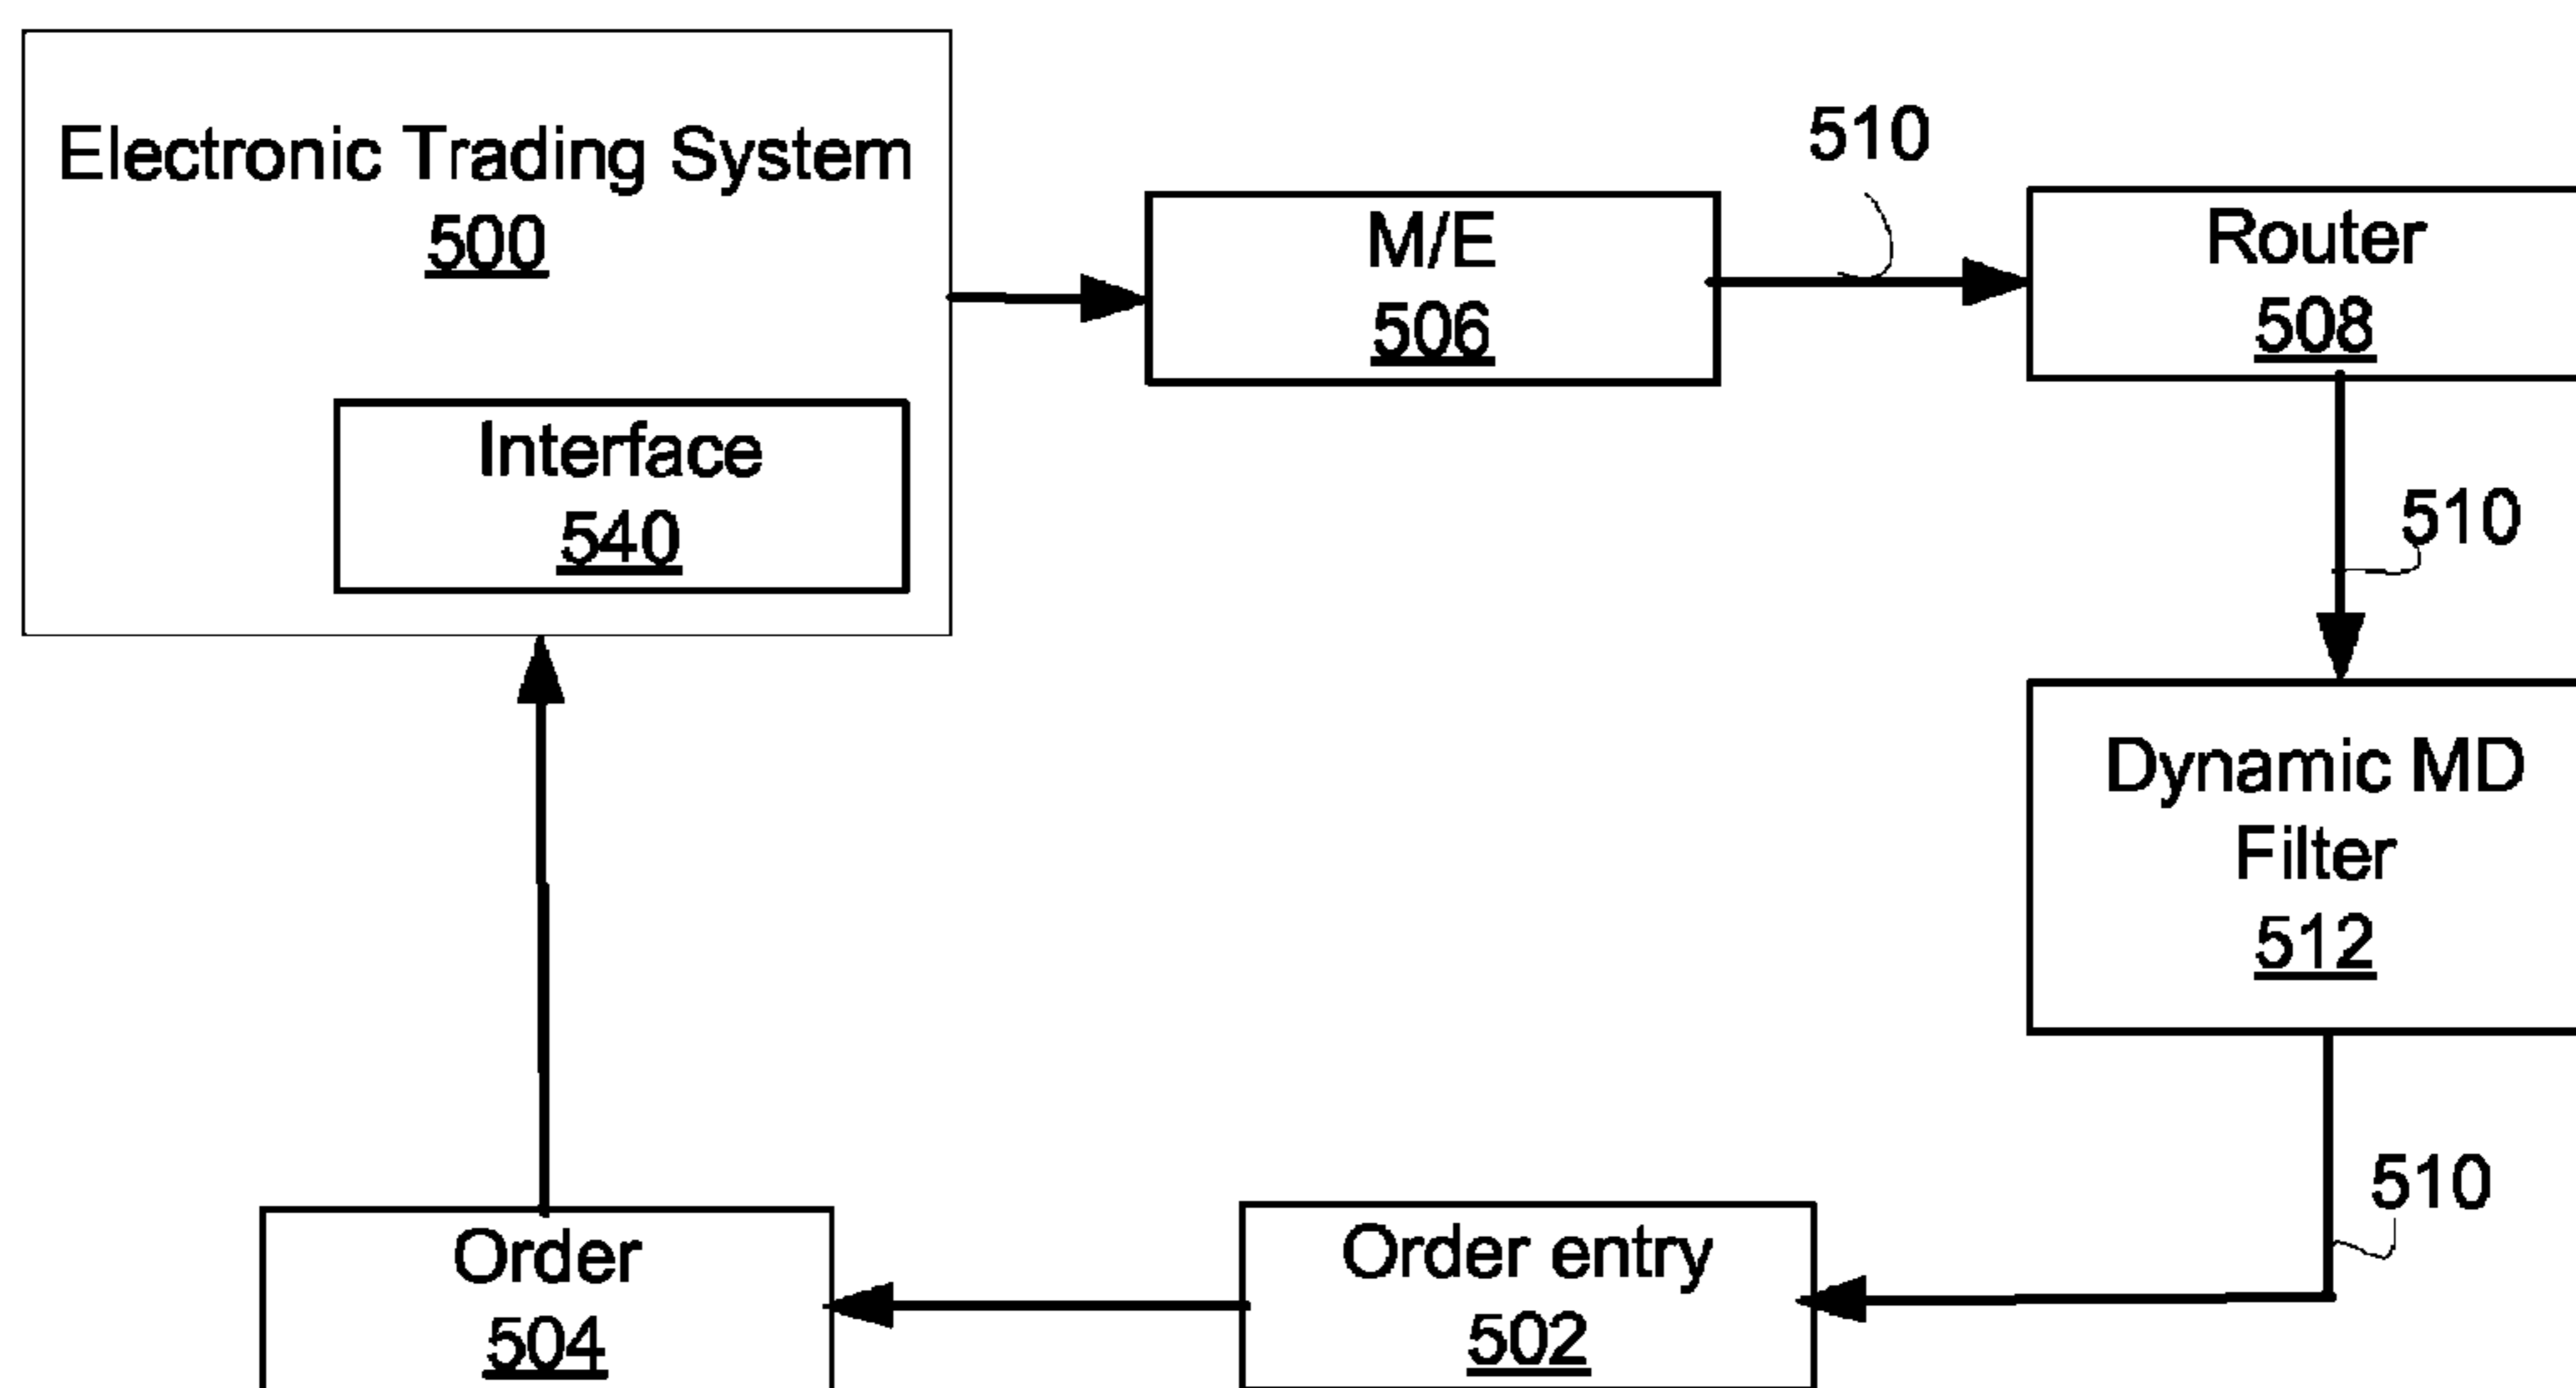 Electronic Trading System
500
Interface
540
M/E
506
510
Router
508
510
Dynamic MD
Filter
512
510
Order entry
502
Order
504